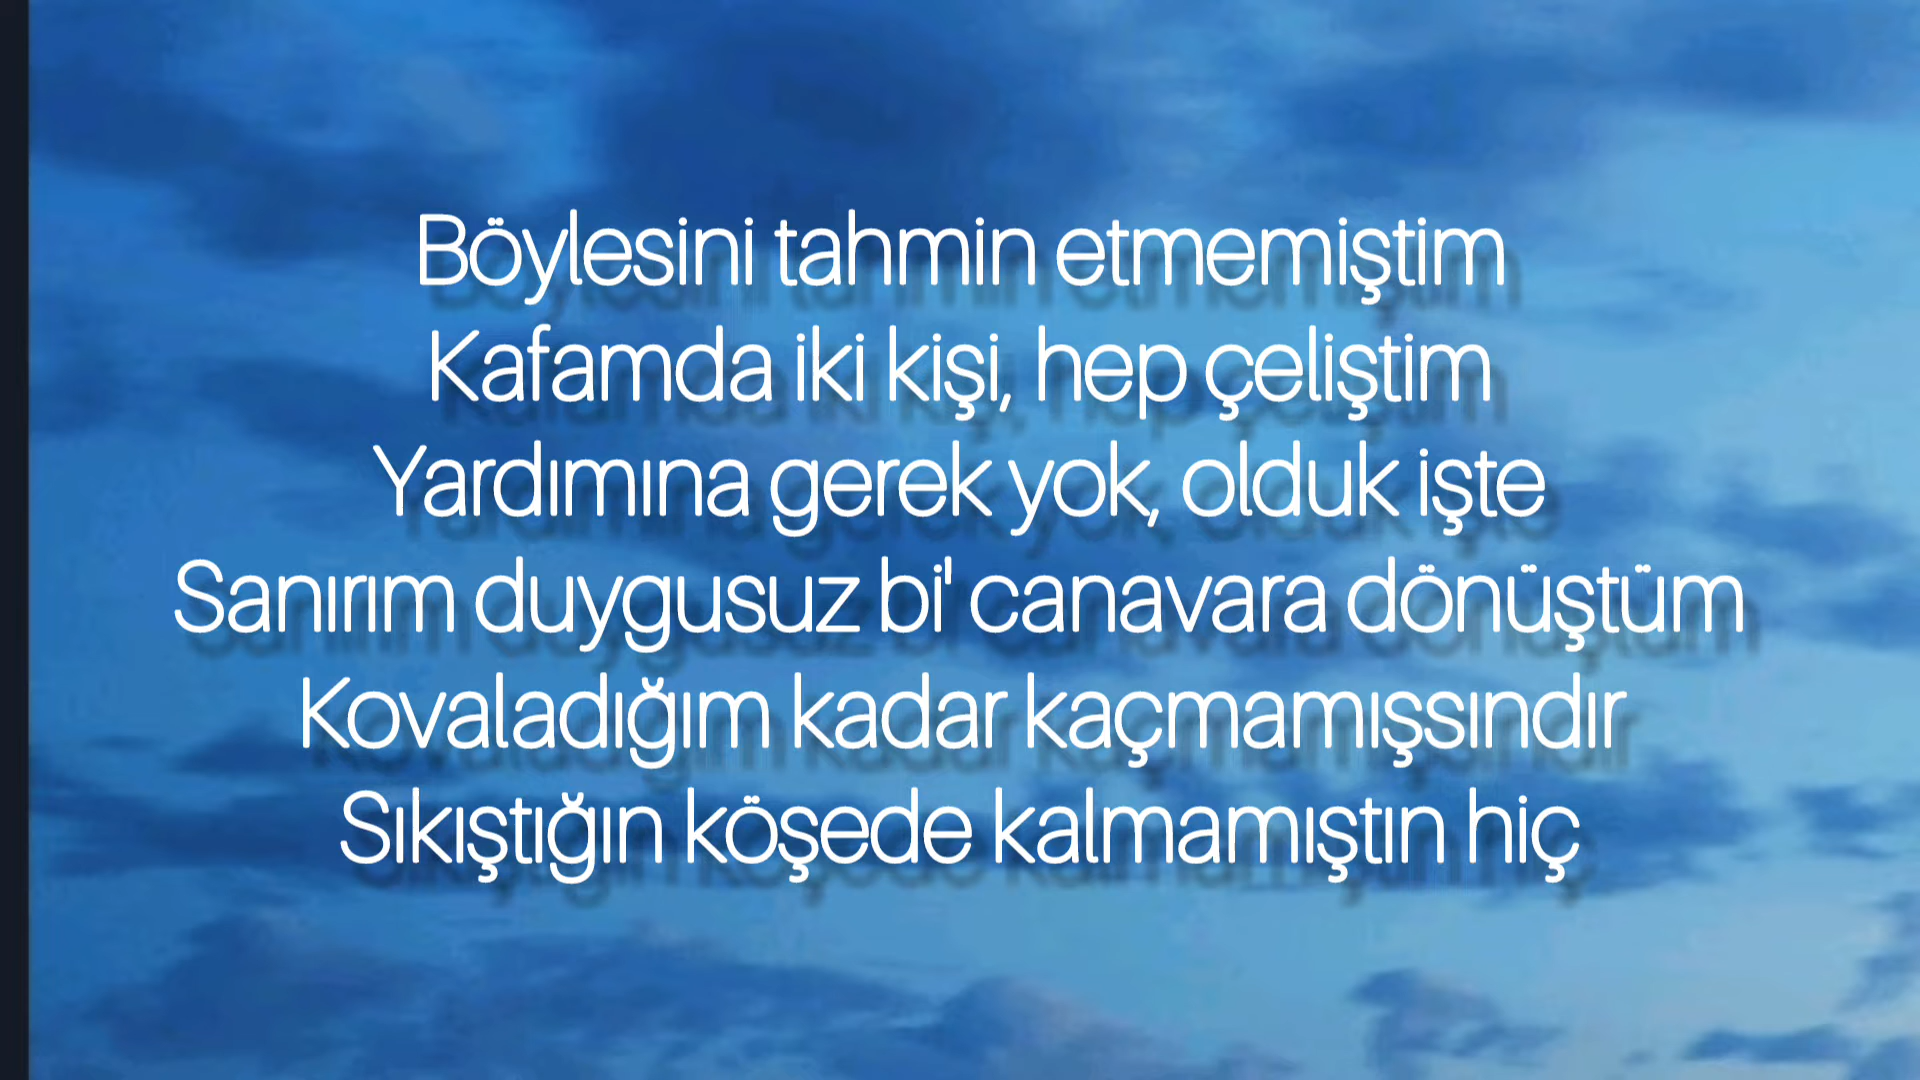 Böylesini tahmin etmemiştim
Kafamda iki kişi, hep çeliştim
Yardımına gerek yok, olduk işte
Sanırım duygusuz bi' canavara dönüştüm
Kovaladığım kadar kaçmamışsındır
Sıkıştığın köşede kalmamıştın hiç